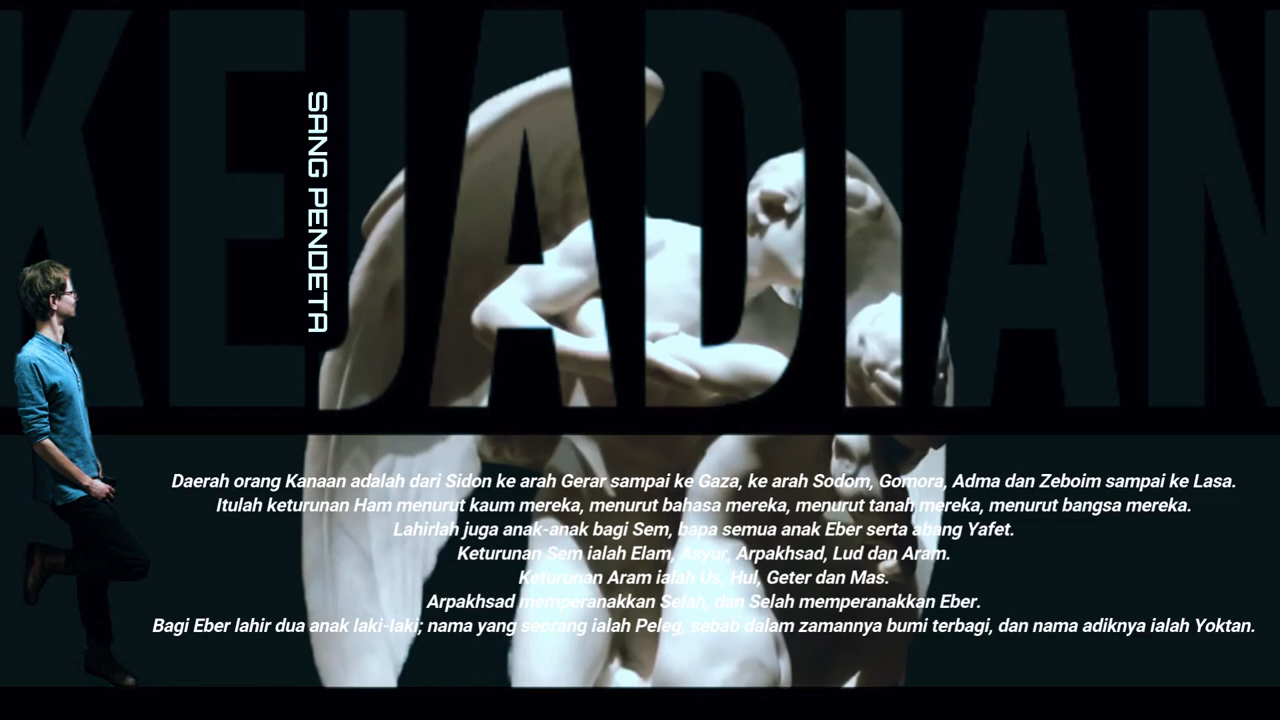 KEJADIAN
SANG PENDETA
Daerah orang Kanaan adalah dari Sidon ke arah Gerar sampai ke Gaza, ke arah Sodom, Gomora, Adma dan Zeboim sampai ke Lasa.
Itulah keturunan Ham menurut kaum mereka, menurut bahasa mereka, menurut tanah mereka, menurut bangsa mereka.
Lahirlah juga anak-anak bagi Sem, bapa semua anak Eber serta abang Yafet.
Keturunan Sem ialah Elam, Asyur, Arpakhsad, Lud dan Aram.
Keturunan Aram ialah Us, Hul, Geter dan Mas.
Arpakhsad memperanakkan Selah, dan Selah memperanakkan Eber.
Bagi Eber lahir dua anak laki-laki; nama yang seorang ialah Peleg, sebab dalam zamannya bumi terbagi, dan nama adiknya ialah Yoktan.